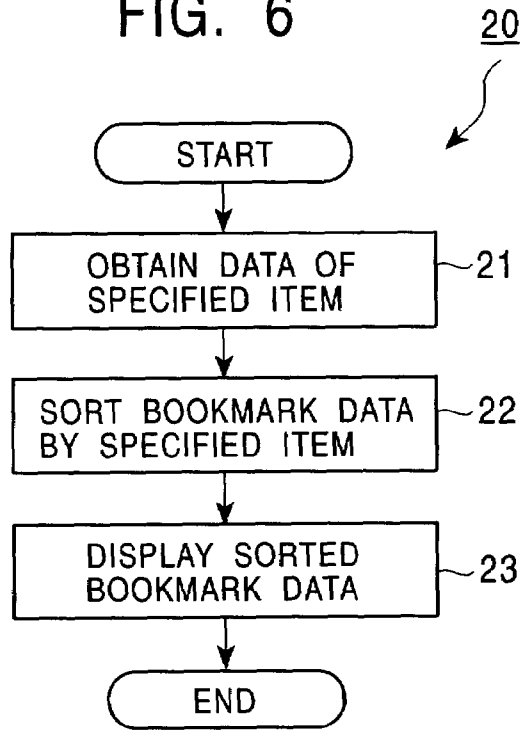 FIG. 6
20
START
OBTAIN DATA OF
SPECIFIED ITEM
21
SORT BOOKMARK DATA
BY SPECIFIED ITEM
22
DISPLAY SORTED
BOOKMARK DATA
23
END